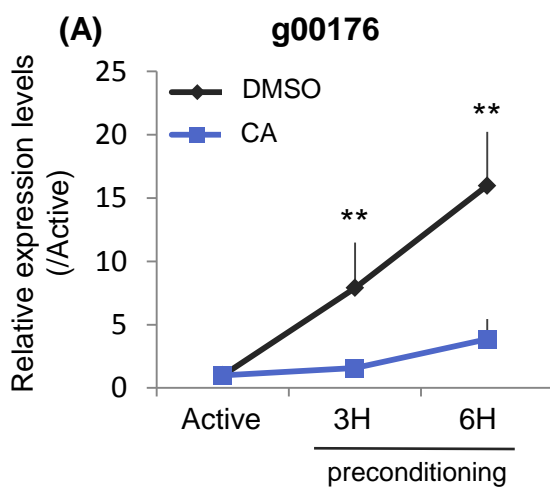 (A) g00176
DMSO
CA
Relative expression levels
(/Active)
25
20
15
10
5
0
**
**
Active 3H 6H
preconditioning